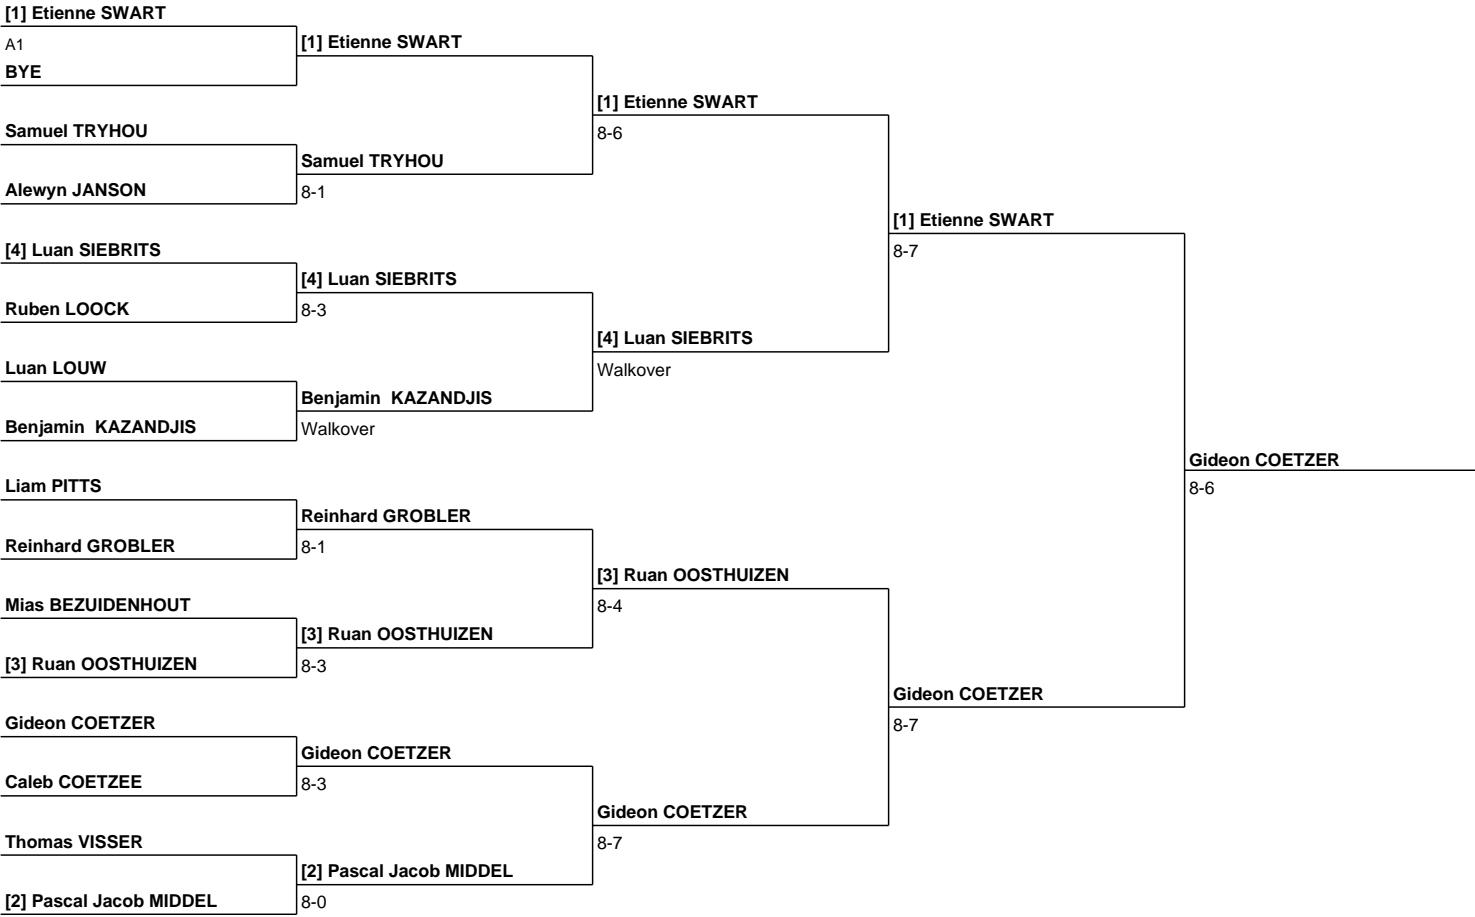 [1] Etienne SWART
A1
BYE
Samuel TRYHOU
Alewyn JANSON
[4] Luan SIEBRITS
Ruben LOOCK
Luan LOUW
Benjamin  KAZANDJIS
Liam PITTS
Reinhard GROBLER
Mias BEZUIDENHOUT
[3] Ruan OOSTHUIZEN
Gideon COETZER
Caleb COETZEE
Thomas VISSER
[2] Pascal Jacob MIDDEL
[1] Etienne SWART
Samuel TRYHOU
8-1
[4] Luan SIEBRITS
8-3
Benjamin  KAZANDJIS
Walkover
Reinhard GROBLER
8-1
[3] Ruan OOSTHUIZEN
8-3
Gideon COETZER
8-3
[2] Pascal Jacob MIDDEL
8-0
[1] Etienne SWART
8-6
[4] Luan SIEBRITS
Walkover
[3] Ruan OOSTHUIZEN
8-4
Gideon COETZER
8-7
[1] Etienne SWART
8-7
Gideon COETZER
8-7
Gideon COETZER
8-6